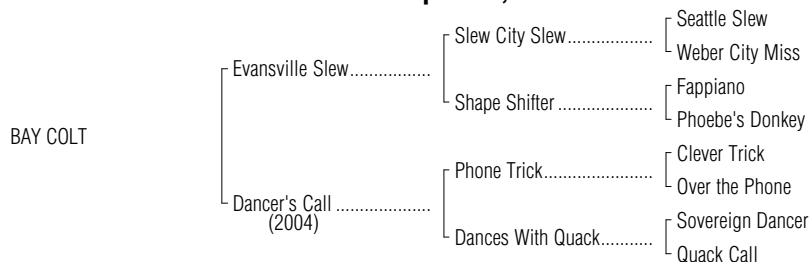 Seattle Slew
Slew City Slew..................
Weber City Miss
Evansville Slew.................
Fappiano
Shape Shifter ..................
Phoebe's Donkey
BAY COLT
Clever Trick
Phone Trick.....................
Over the Phone
Dancer's Call ....................
(2004)
Sovereign Dancer
Dances With Quack...........
Quack Call